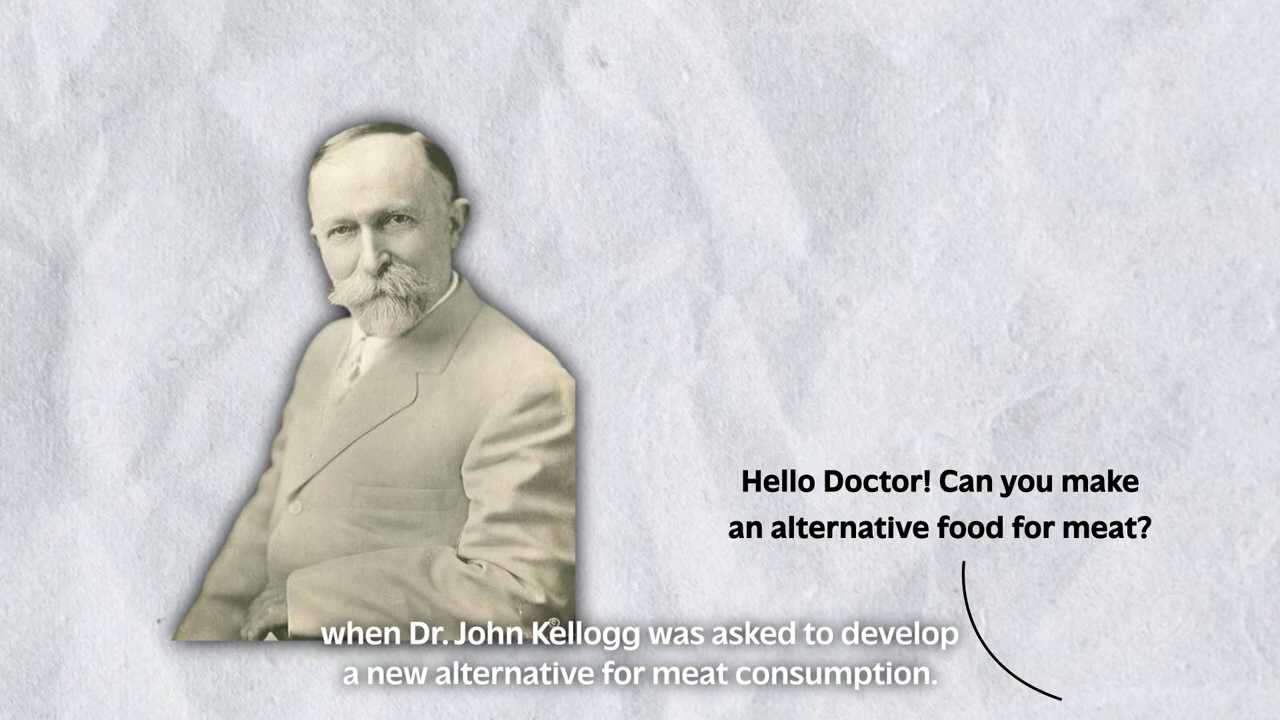 Hello Doctor! Can you make
an alternative food for meat?
when Dr. John Kellogg was asked to develop
a new alternative for meat consumption.